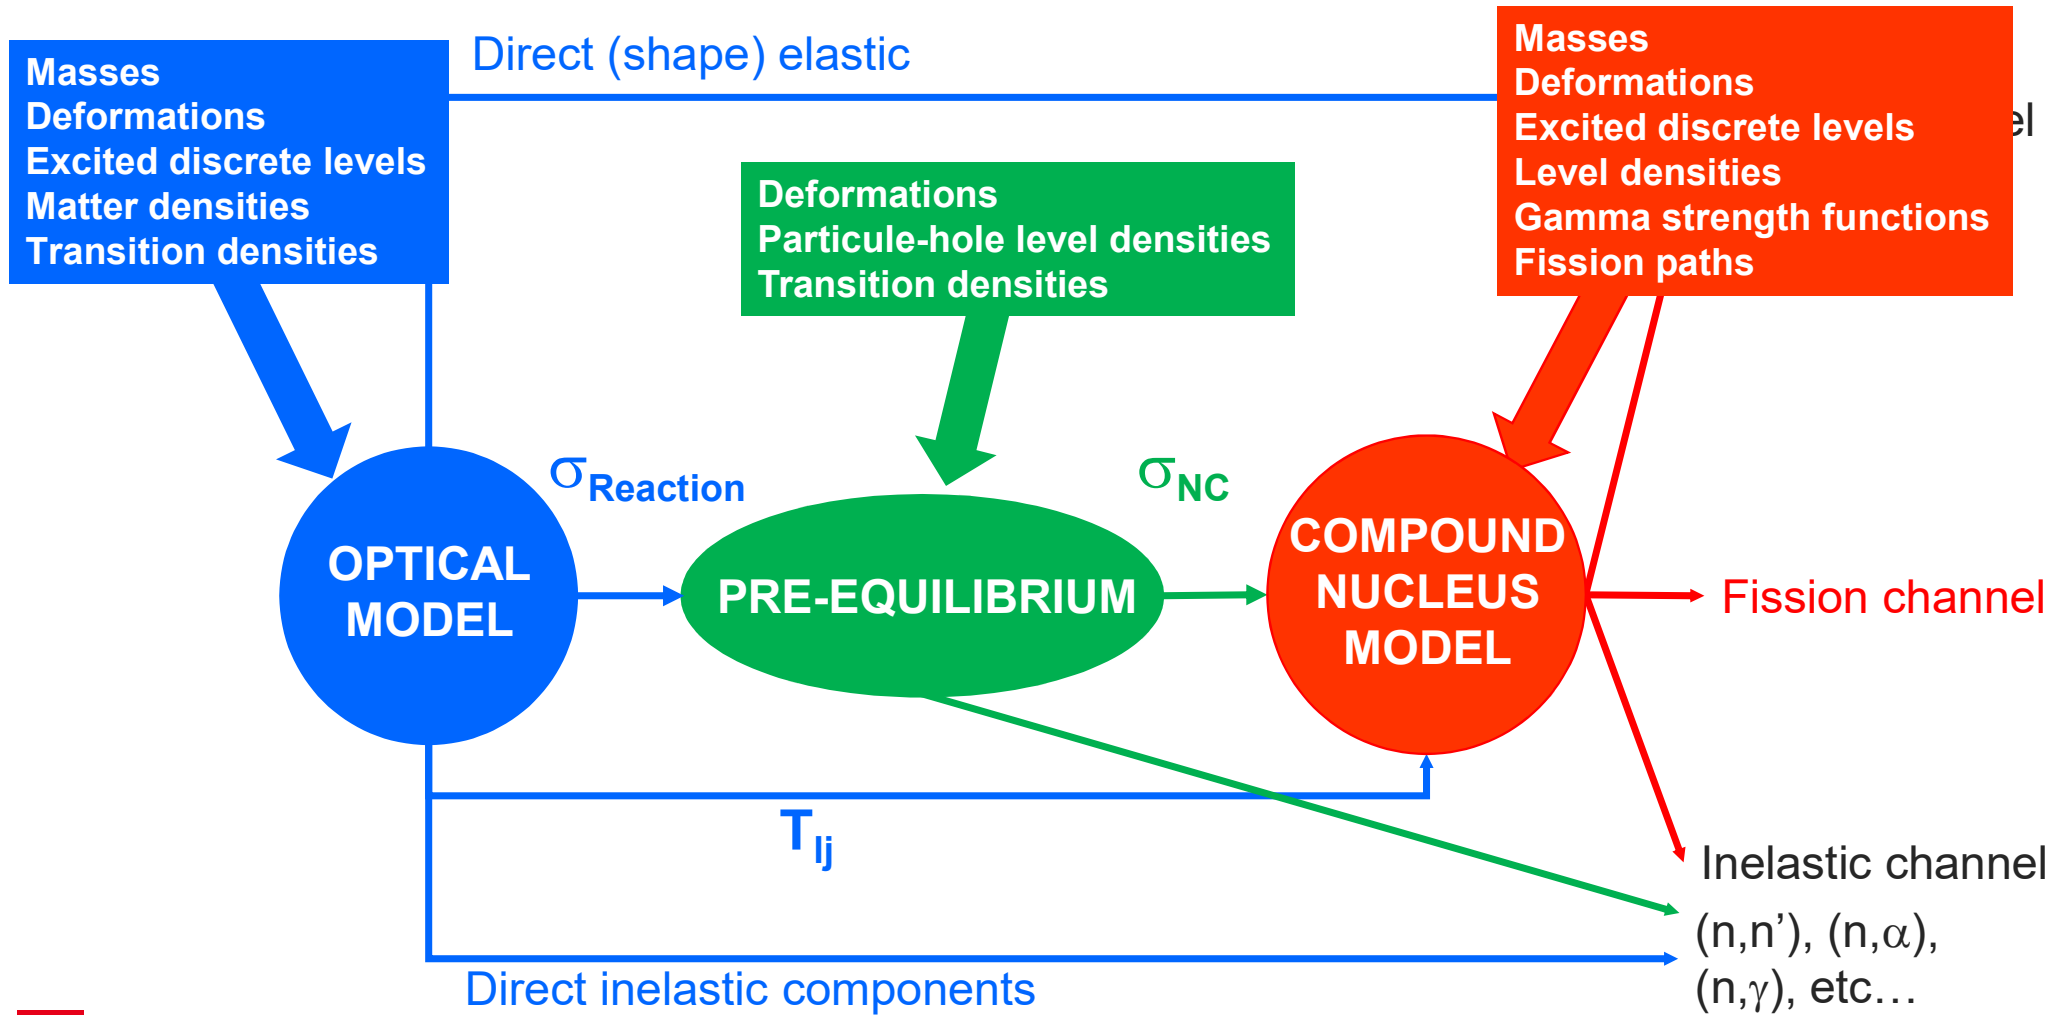 Direct (shape) elastic
Masses
Deformations
Excited discrete levels
Matter densities
Transition densities
Deformations
Particule-hole level densities
Transition densities
Masses
Deformations
Excited discrete levels
Level densities
Gamma strength functions
Fission paths
el
σReaction
σNC
OPTICAL
MODEL
PRE-EQUILIBRIUM
COMPOUND
NUCLEUS
MODEL
Fission channel
Tlj
Inelastic channel
(n,n’), (n,α),
(n,γ), etc…
Direct inelastic components